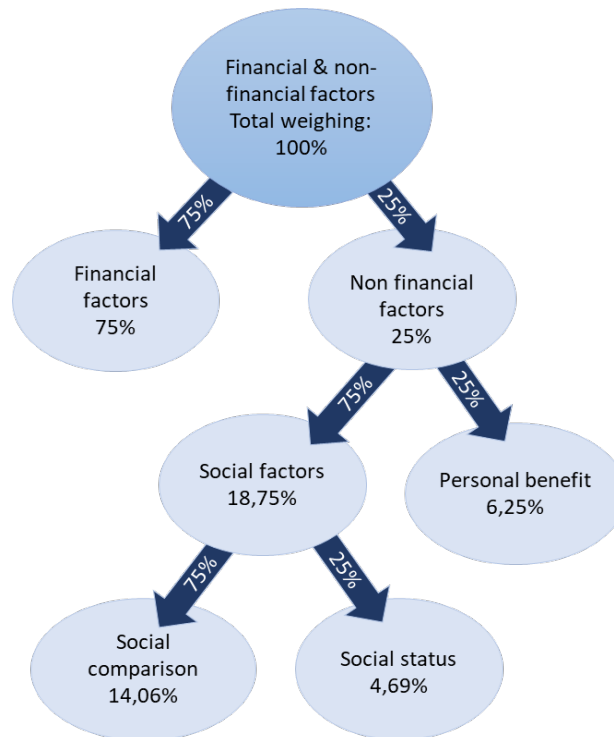 Financial & non-
financial factors
Total weighing:
100%
75%
25%
Financial
factors
75%
Non financial
factors
25%
75%
25%
Social factors
18,75%
Personal benefit
6,25%
75%
25%
Social
comparison
14,06%
Social status
4,69%